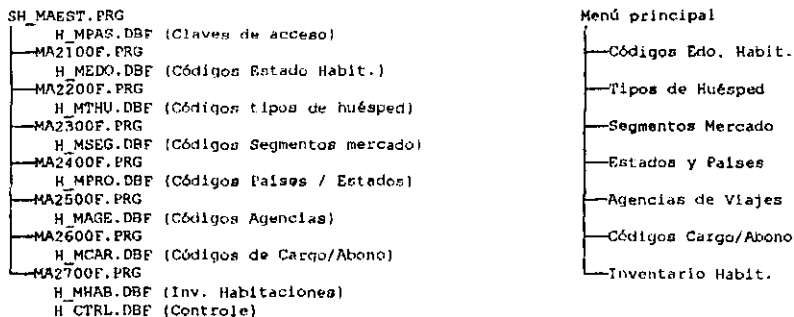 SH_MAEST.PRG
H_MPAS.DBF (Claves de acceso)
MA2100F.PRG
H_MEDO.DBF (Códigos Estado Habit.)
MA2200F.PRG
H_MTHU.DBF (Códigos tipos de huésped)
MA2300F.PRG
H_MSEG.DBF (Códigos Segmentos mercado)
MA2400F.PRG
H_MPRO.DBF (Códigos Países / Estados)
MA2500F.PRG
H_MAGE.DBF (Códigos Agencias)
MA2600F.PRG
H_MCAR.DBF (Códigos de Cargo/Abono)
MA2700F.PRG
H_MHAB.DBF (Inv. Habitaciones)
H_CTRL.DBF (Controle)
Menú principal
Códigos Edo. Habit.
Tipos de Huésped
Segmentos Mercado
Estados y Países
Agencias de Viajes
Códigos Cargo/Abono
Inventario Habit.